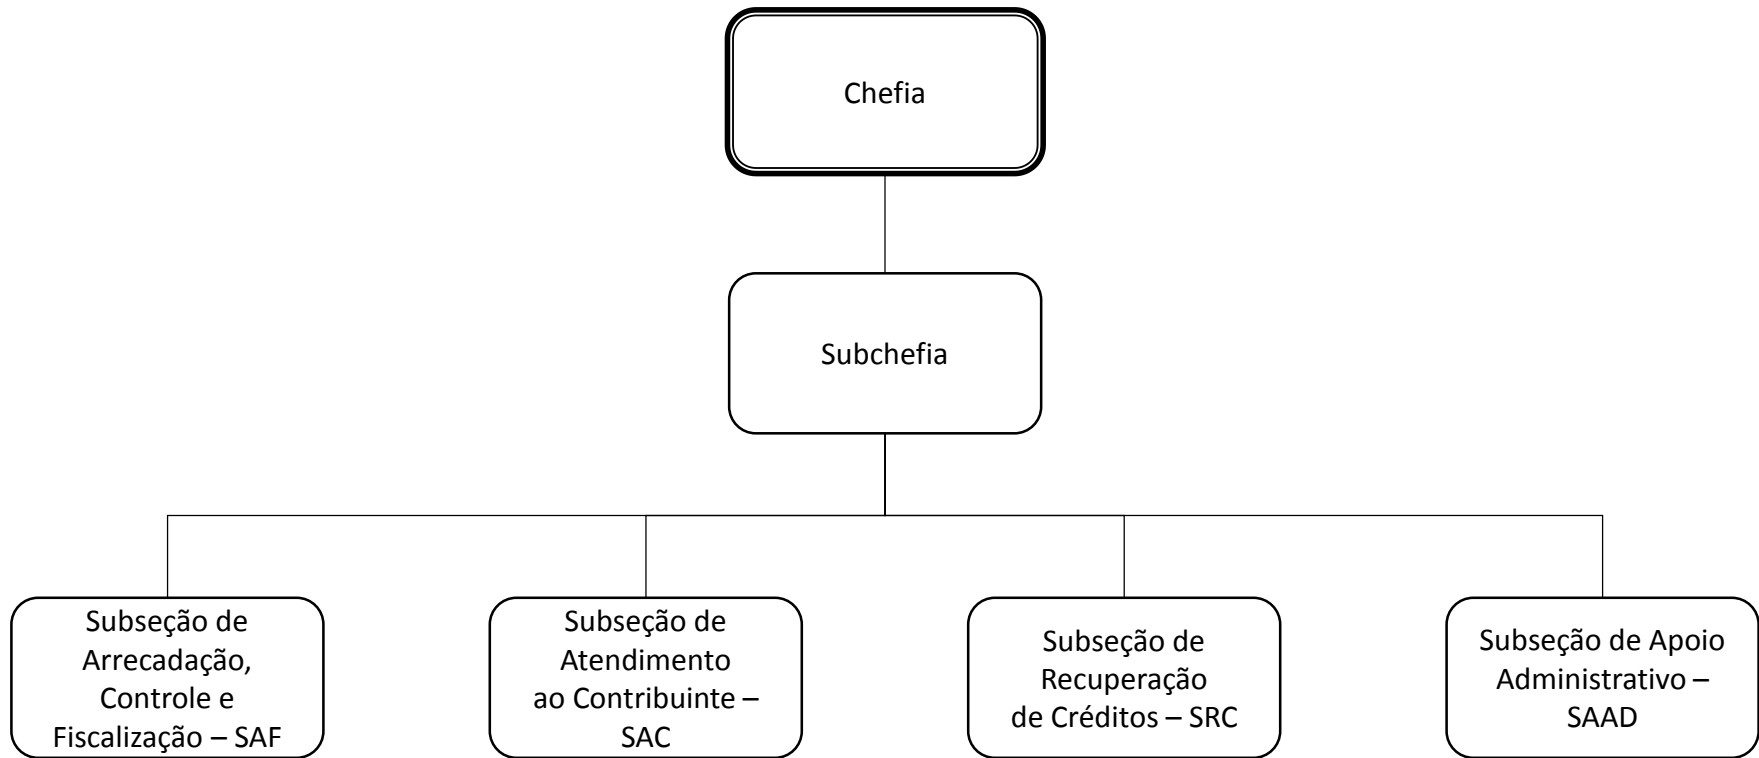 Chefia
Subchefia
Subseção de
Arrecadação,
Controle e
Fiscalização – SAF
Subseção de
Atendimento
ao Contribuinte –
SAC
Subseção de
Recuperação
de Créditos – SRC
Subseção de Apoio
Administrativo –
SAAD